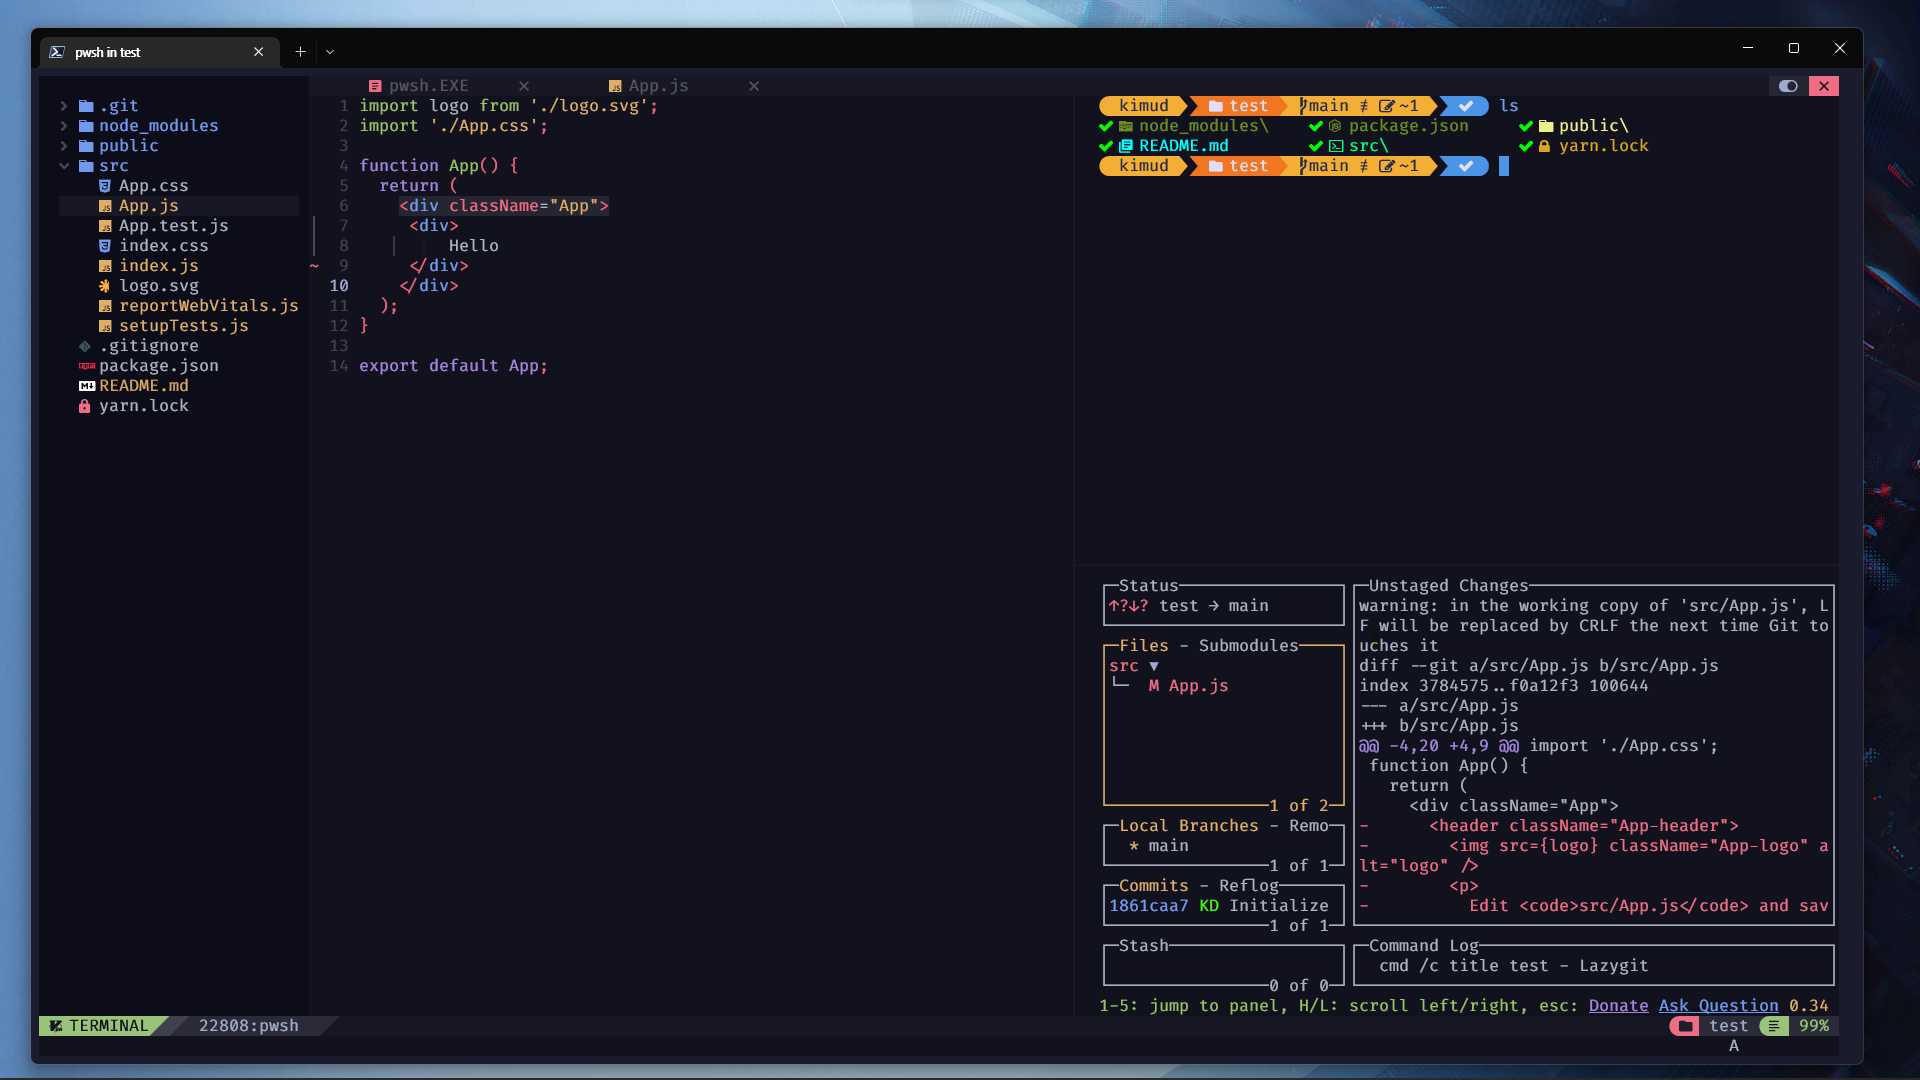 pwsh in test
.git
node_modules
public
src
App.css
App.js
App.test.js
index.css
index.js
logo.svg
reportWebVitals.js
setupTests.js
.gitignore
package.json
README.md
yarn.lock
pwsh.EXE
App.js
1 import logo from './logo.svg';
2 import './App.css';
3
4 function App() {
5 return (
6 <div className="App">
7 <div>
8 Hello
~ 9 </div>
10 </div>
11 );
12 }
13
14 export default App;
kimud test main ≢ ~1 ls
node_modules\ package.json public\
README.md src\ yarn.lock
kimud test main ≢ ~1
Status
↑?↓? test → main
Files - Submodules
src ▼
M App.js
1 of 2
Local Branches - Remo
* main
1 of 1
Commits - Reflog
1861caa7 KD Initialize
1 of 1
Stash
0 of 0
Unstaged Changes
warning: in the working copy of 'src/App.js', L
F will be replaced by CRLF the next time Git to
uches it
diff --git a/src/App.js b/src/App.js
index 3784575..f0a12f3 100644
--- a/src/App.js
+++ b/src/App.js
@@ -4,20 +4,9 @@ import './App.css';
function App() {
return (
<div className="App">
- <header className="App-header">
- <img src={logo} className="App-logo" a
lt="logo" />
- <p>
- Edit <code>src/App.js</code> and sav
Command Log
cmd /c title test - Lazygit
1-5: jump to panel, H/L: scroll left/right, esc: Donate Ask Question 0.34
TERMINAL 22808:pwsh
test 99%
A